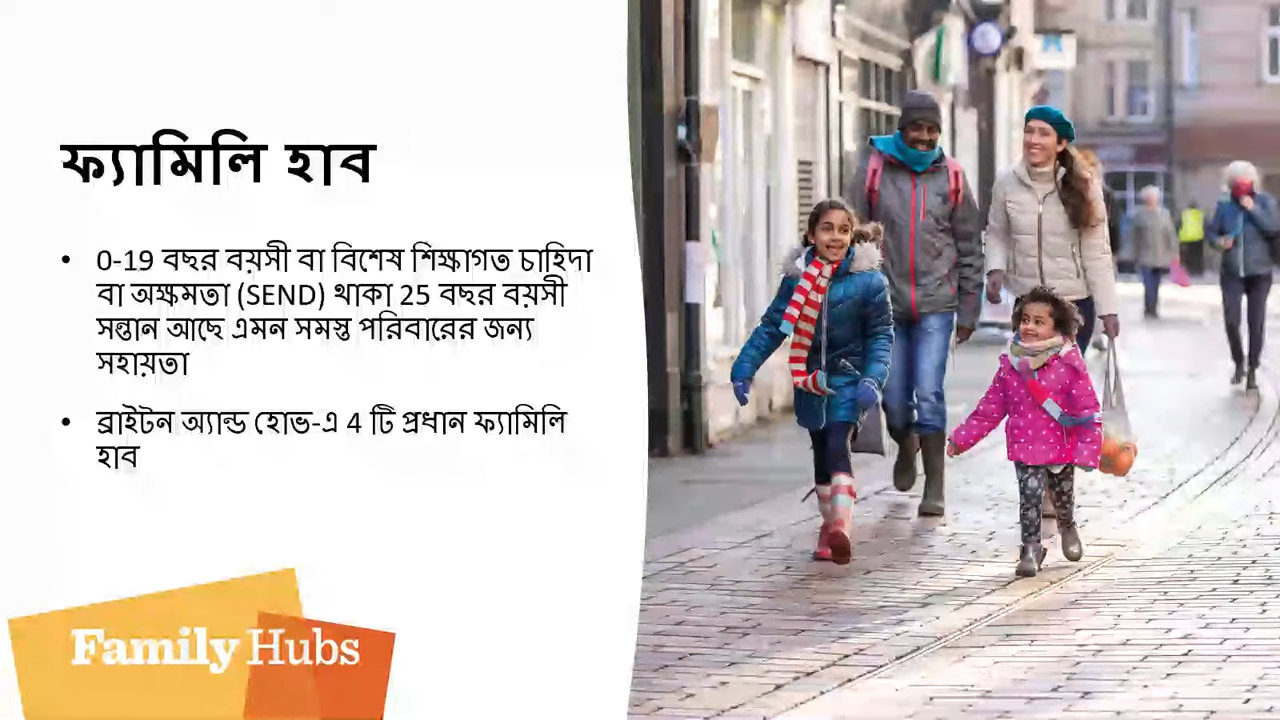 ফ্যামিলি হাব
• 0-19 বছর বয়সী বা বিশেষ শিক্ষাগত চাহিদা
বা অক্ষমতা (SEND) থাকা 25 বছর বয়সী
সন্তান আছে এমন সমস্ত পরিবারের জন্য
সহায়তা
• ব্রাইটন অ্যান্ড হোভ-এ 4 টি প্রধান ফ্যামিলি
হাব
Family Hubs